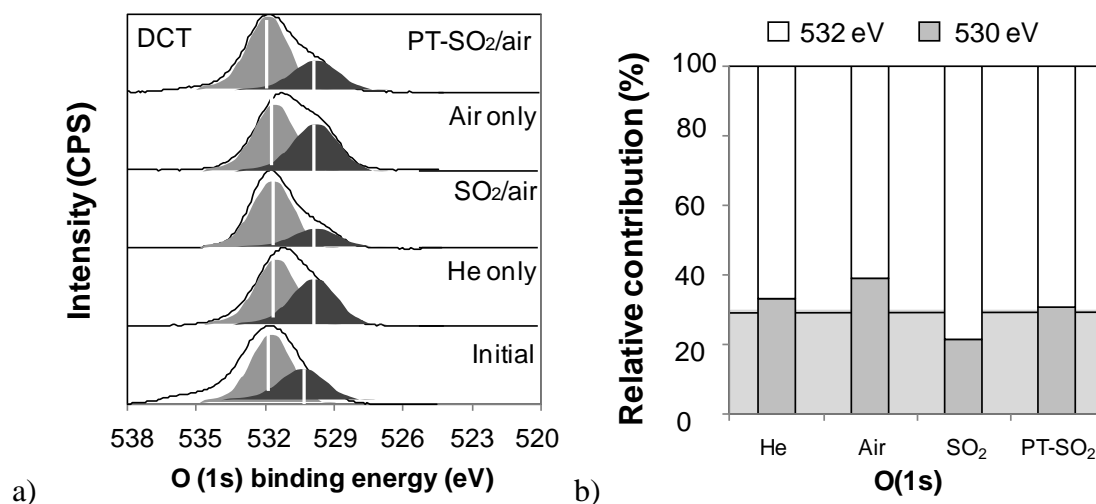 DCT
PT-SO₂/air
Air only
SO₂/air
He only
Initial
Intensity (CPS)
538 535 532 529 526 523 520
O (1s) binding energy (eV)
a)
532 eV 530 eV
Relative contribution (%)
100
80
60
40
20
0
He Air SO₂ PT-SO₂
O(1s)
b)